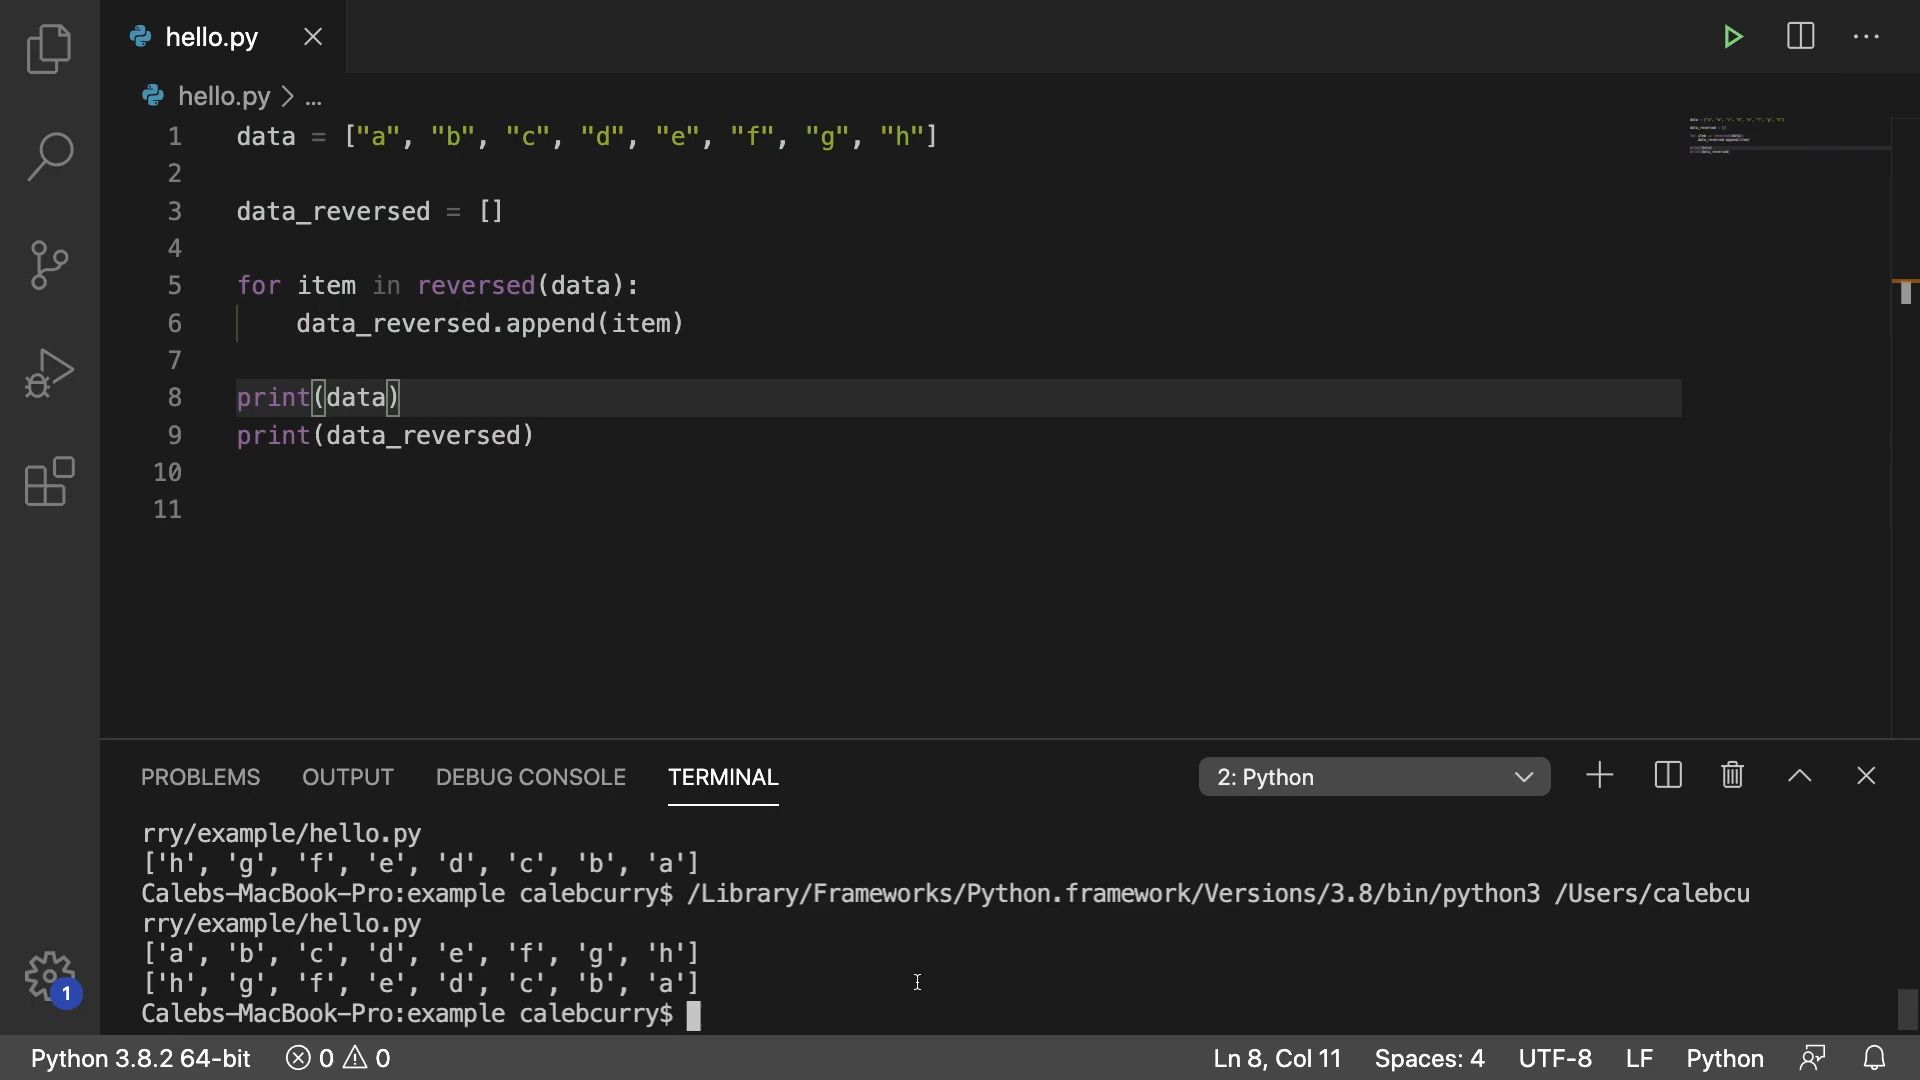 hello.py
hello.py > ...
1 data = ["a", "b", "c", "d", "e", "f", "g", "h"]
2
3 data_reversed = []
4
5 for item in reversed(data):
6     data_reversed.append(item)
7
8 print(data)
9 print(data_reversed)
10
11
PROBLEMS OUTPUT DEBUG CONSOLE TERMINAL 2: Python
rry/example/hello.py
['h', 'g', 'f', 'e', 'd', 'c', 'b', 'a']
Calebs-MacBook-Pro:example calebcurry$ /Library/Frameworks/Python.framework/Versions/3.8/bin/python3 /Users/calebcu
rry/example/hello.py
['a', 'b', 'c', 'd', 'e', 'f', 'g', 'h']
['h', 'g', 'f', 'e', 'd', 'c', 'b', 'a']
Calebs-MacBook-Pro:example calebcurry$
1
Python 3.8.2 64-bit 0 0 Ln 8, Col 11 Spaces: 4 UTF-8 LF Python